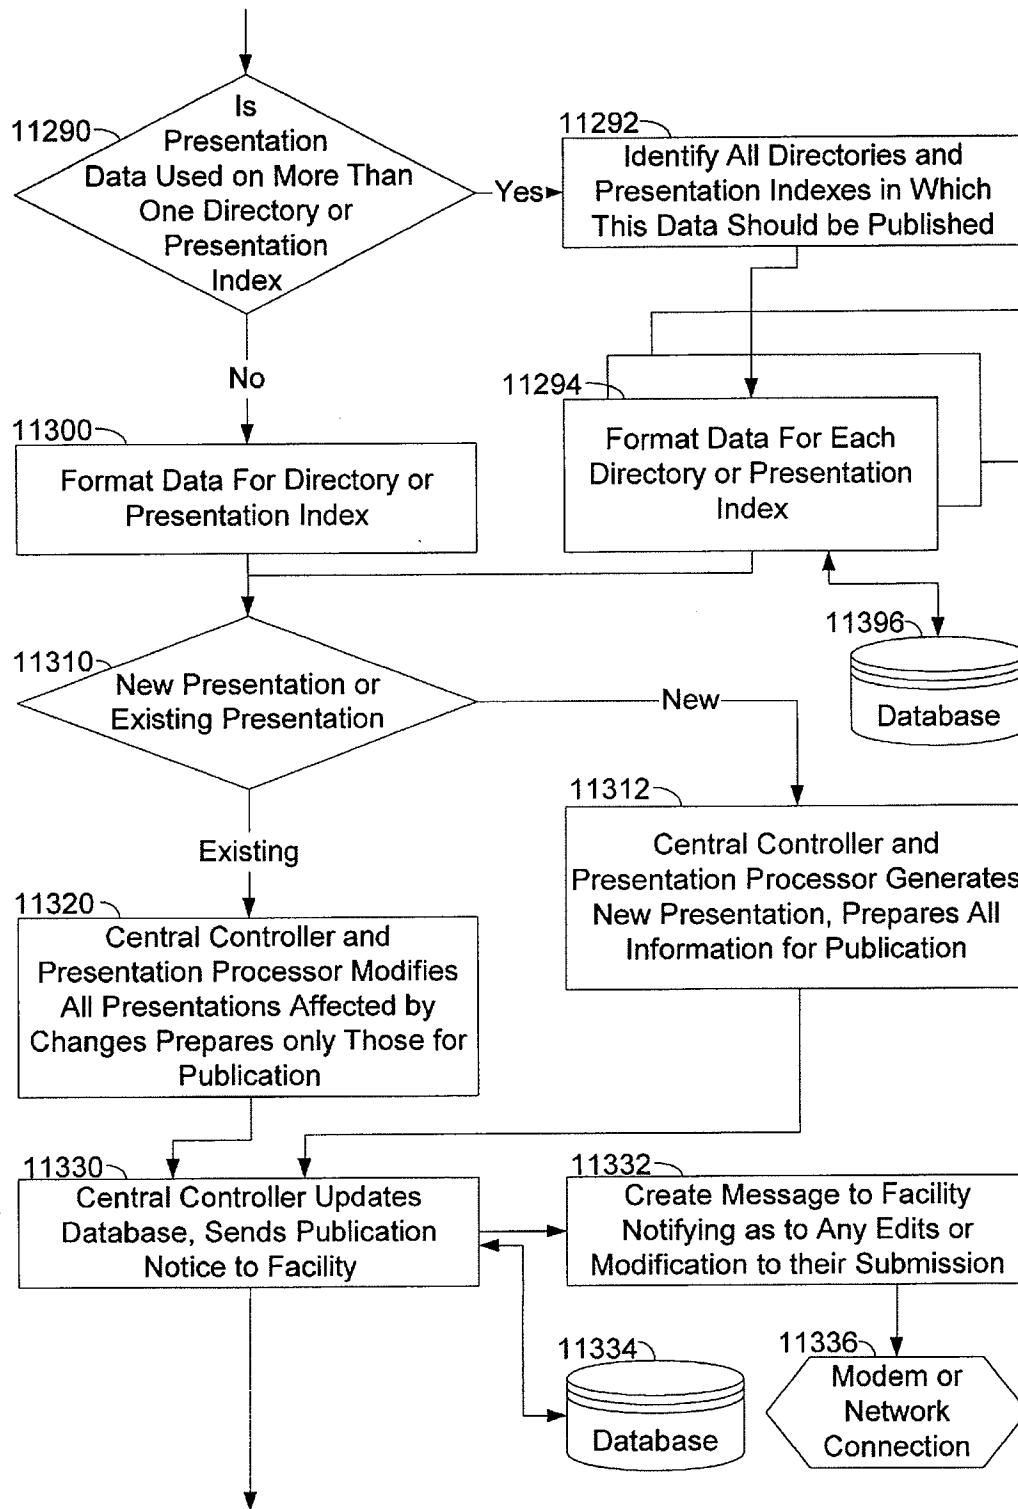 11290
Is
Presentation
Data Used on More Than
One Directory or
Presentation
Index
Yes
11292
Identify All Directories and
Presentation Indexes in Which
This Data Should be Published
No
11294
Format Data For Each
Directory or Presentation
Index
11300
Format Data For Directory or
Presentation Index
11396
Database
11310
New Presentation or
Existing Presentation
New
11312
Central Controller and
Presentation Processor Generates
New Presentation, Prepares All
Information for Publication
Existing
11320
Central Controller and
Presentation Processor Modifies
All Presentations Affected by
Changes Prepares only Those for
Publication
11330
Central Controller Updates
Database, Sends Publication
Notice to Facility
11332
Create Message to Facility
Notifying as to Any Edits or
Modification to their Submission
11334
Database
11336
Modem or
Network
Connection